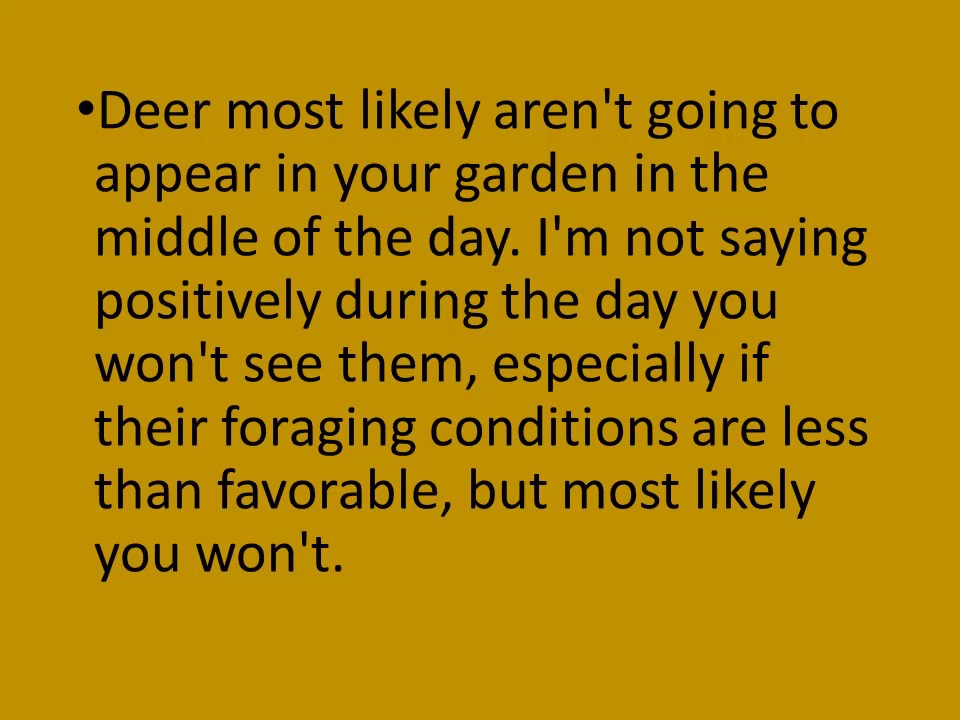 •Deer most likely aren't going to
appear in your garden in the
middle of the day. I'm not saying
positively during the day you
won't see them, especially if
their foraging conditions are less
than favorable, but most likely
you won't.